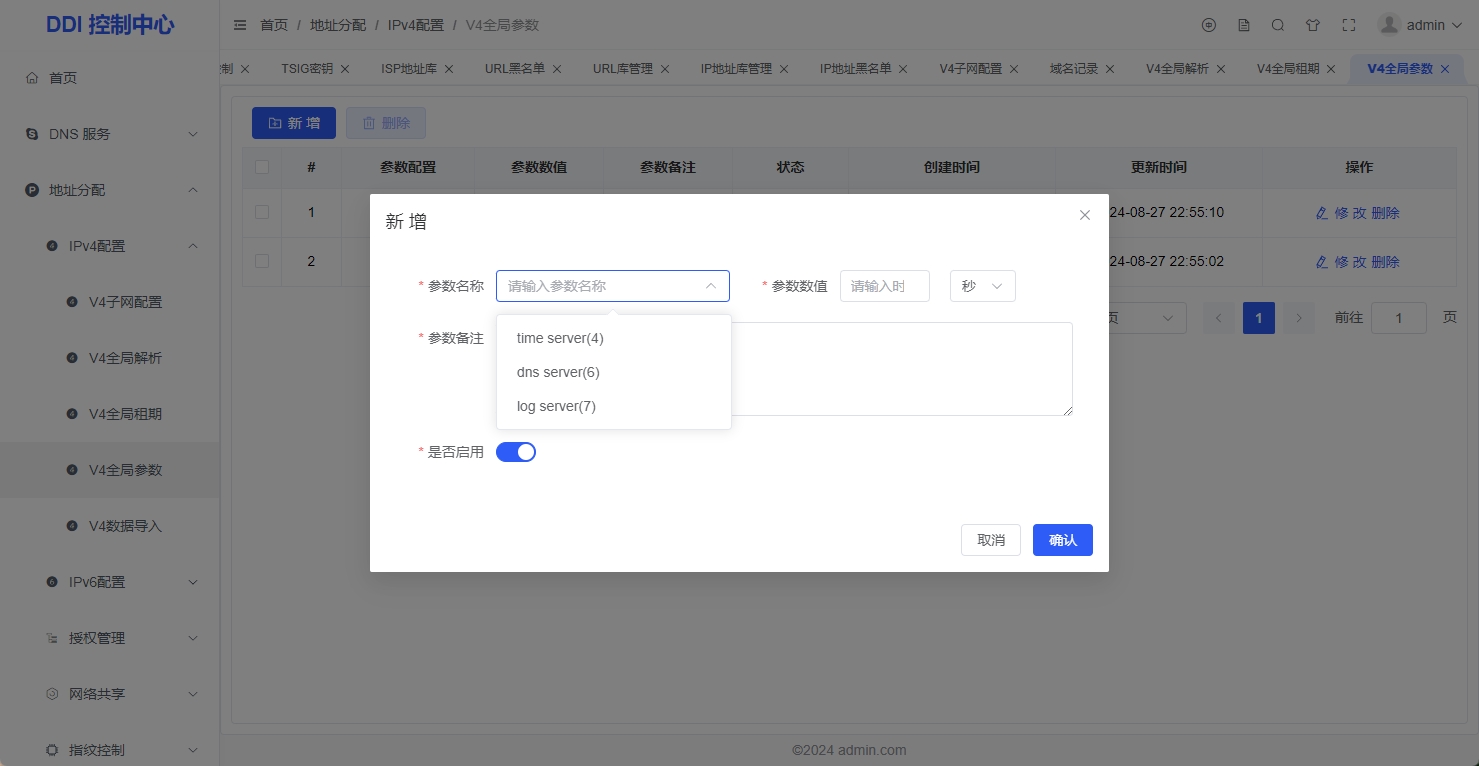 DDI 控制中心
首页 / 地址分配 / IPv4配置 / V4全局参数
admin
制
TSIG密钥
ISP地址库
URL黑名单
URL库管理
IP地址库管理
IP地址黑名单
V4子网配置
域名记录
V4全局解析
V4全局租期
V4全局参数
首页
DNS 服务
地址分配
IPv4配置
V4子网配置
V4全局解析
V4全局租期
V4全局参数
V4数据导入
IPv6配置
授权管理
网络共享
指纹控制
新 增
删除
# 参数配置 参数数值 参数备注 状态 创建时间 更新时间 操作
1 24-08-27 22:55:10 修 改 删除
2 24-08-27 22:55:02 修 改 删除
页 1 前往 1 页
新 增
* 参数名称 请输入参数名称 * 参数数值 请输入时 秒
* 参数备注
time server(4)
dns server(6)
log server(7)
* 是否启用
取消 确认
©2024 admin.com